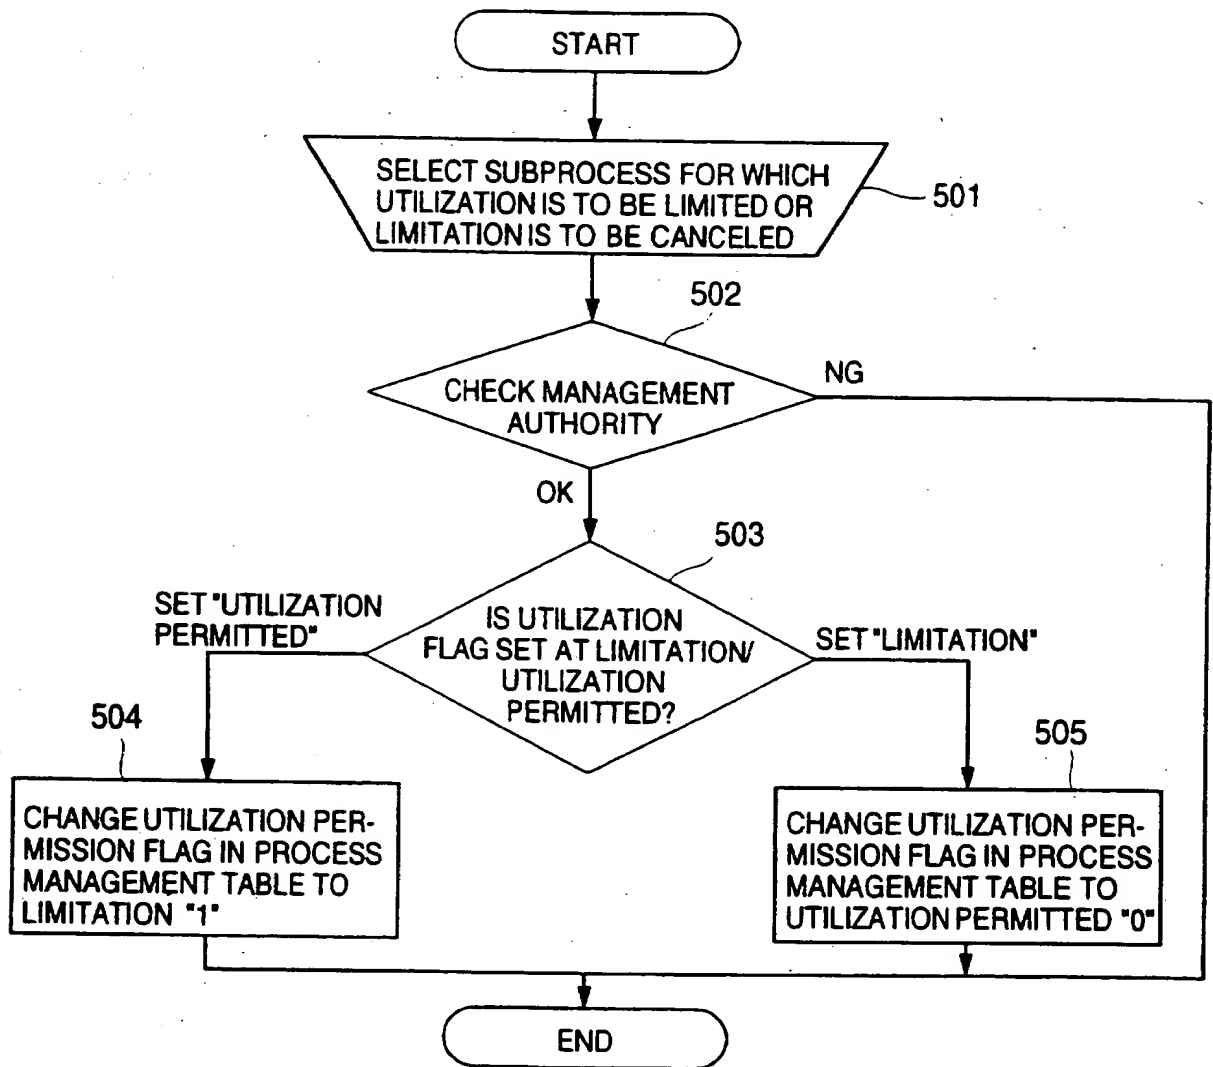 START
SELECT SUBPROCESS FOR WHICH
UTILIZATION IS TO BE LIMITED OR
LIMITATION IS TO BE CANCELED
501
502
CHECK MANAGEMENT
AUTHORITY
NG
OK
503
IS UTILIZATION
FLAG SET AT LIMITATION/
UTILIZATION
PERMITTED?
SET "UTILIZATION
PERMITTED"
SET "LIMITATION"
504
CHANGE UTILIZATION PER-
MISSION FLAG IN PROCESS
MANAGEMENT TABLE TO
LIMITATION "1"
505
CHANGE UTILIZATION PER-
MISSION FLAG IN PROCESS
MANAGEMENT TABLE TO
UTILIZATION PERMITTED "0"
END